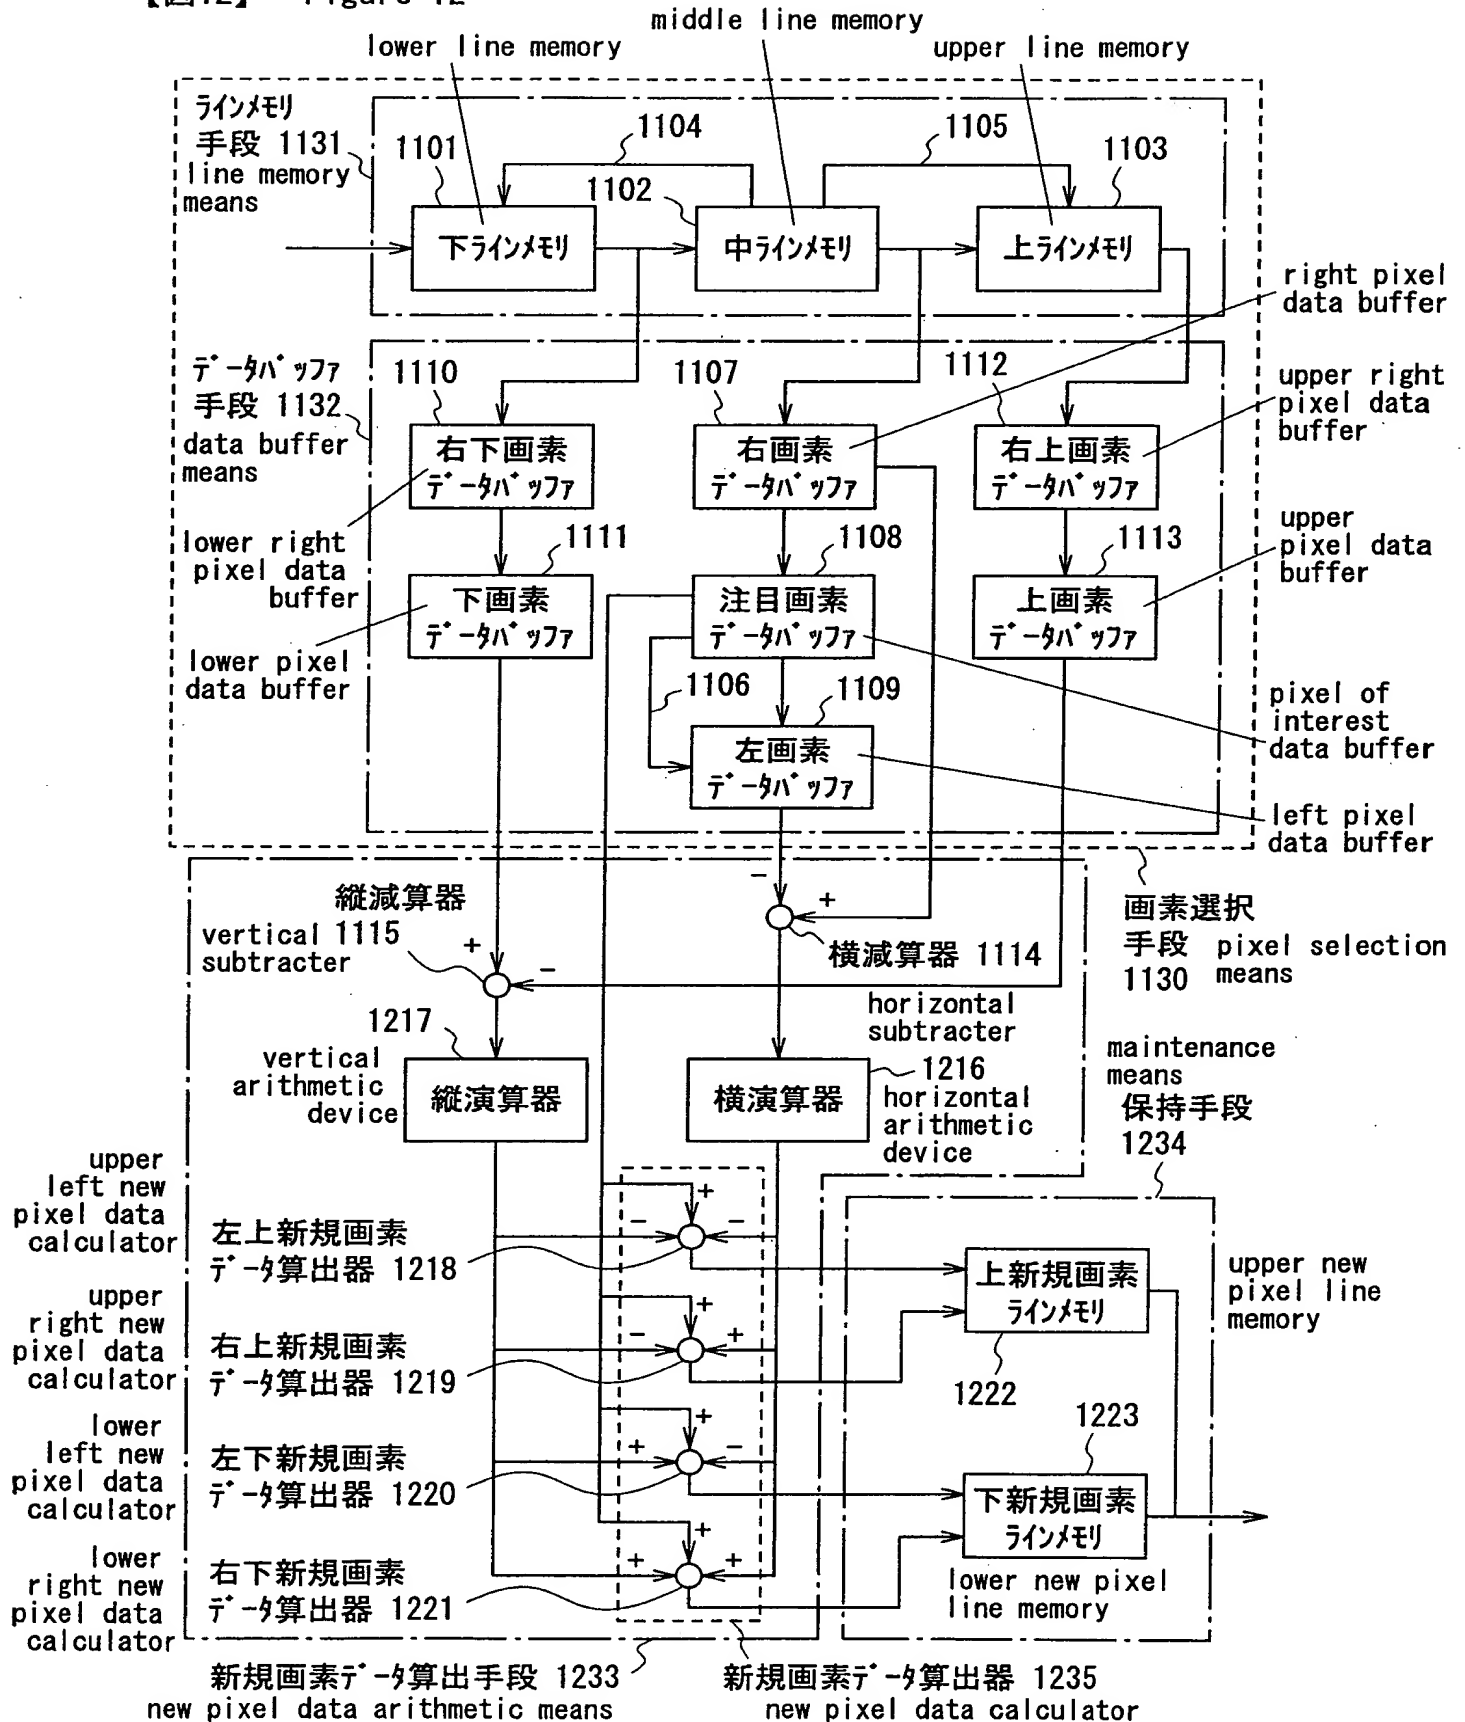 【図12】 Figure 12
middle line memory
lower line memory
upper line memory
ラインメモリ
手段 1131
line memory
means
1101
1104
1102
1105
1103
下ラインメモリ
中ラインメモリ
上ラインメモリ
right pixel
data buffer
データバッファ
手段 1132
data buffer
means
1110
1107
1112
upper right
pixel data
buffer
右下画素
データバッファ
右画素
データバッファ
右上画素
データバッファ
lower right
pixel data
buffer
1111
1108
1113
upper
pixel data
buffer
下画素
データバッファ
注目画素
データバッファ
上画素
データバッファ
lower pixel
data buffer
1106
1109
pixel of
interest
data buffer
左画素
データバッファ
left pixel
data buffer
縦減算器
vertical 1115
subtracter
+
−
−
+
横減算器 1114
horizontal
subtracter
画素選択
手段 pixel selection
1130 means
1217
vertical
arithmetic
device
縦演算器
横演算器
1216
horizontal
arithmetic
device
maintenance
means
保持手段
1234
upper
left new
pixel data
calculator
左上新規画素
データ算出器 1218
− + −
upper
right new
pixel data
calculator
右上新規画素
データ算出器 1219
− + +
上新規画素
ラインメモリ
1222
upper new
pixel line
memory
lower
left new
pixel data
calculator
左下新規画素
データ算出器 1220
+ + −
1223
下新規画素
ラインメモリ
lower new pixel
line memory
lower
right new
pixel data
calculator
右下新規画素
データ算出器 1221
+ + +
新規画素データ算出手段 1233
new pixel data arithmetic means
新規画素データ算出器 1235
new pixel data calculator